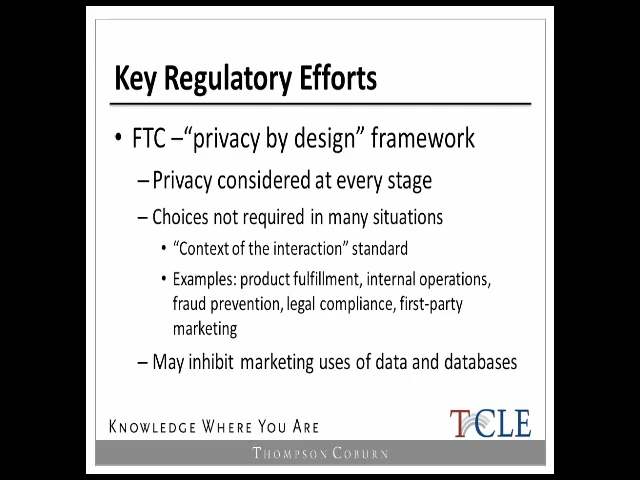 Key Regulatory Efforts
• FTC –“privacy by design” framework
–Privacy considered at every stage
–Choices not required in many situations
• “Context of the interaction” standard
• Examples: product fulfillment, internal operations,
fraud prevention, legal compliance, first-party
marketing
–May inhibit marketing uses of data and databases
KNOWLEDGE WHERE YOU ARE
TCCLE
THOMPSON COBURN